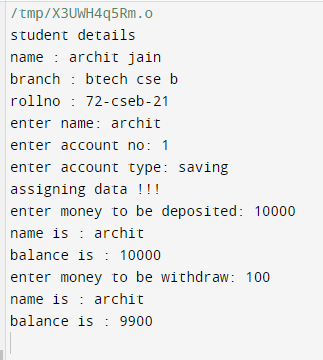 /tmp/X3UWH4q5Rm.o
student details
name : archit jain
branch : btech cse b
rollno : 72-cseb-21
enter name: archit
enter account no: 1
enter account type: saving
assigning data !!!
enter money to be deposited: 10000
name is : archit
balance is : 10000
enter money to be withdraw: 100
name is : archit
balance is : 9900